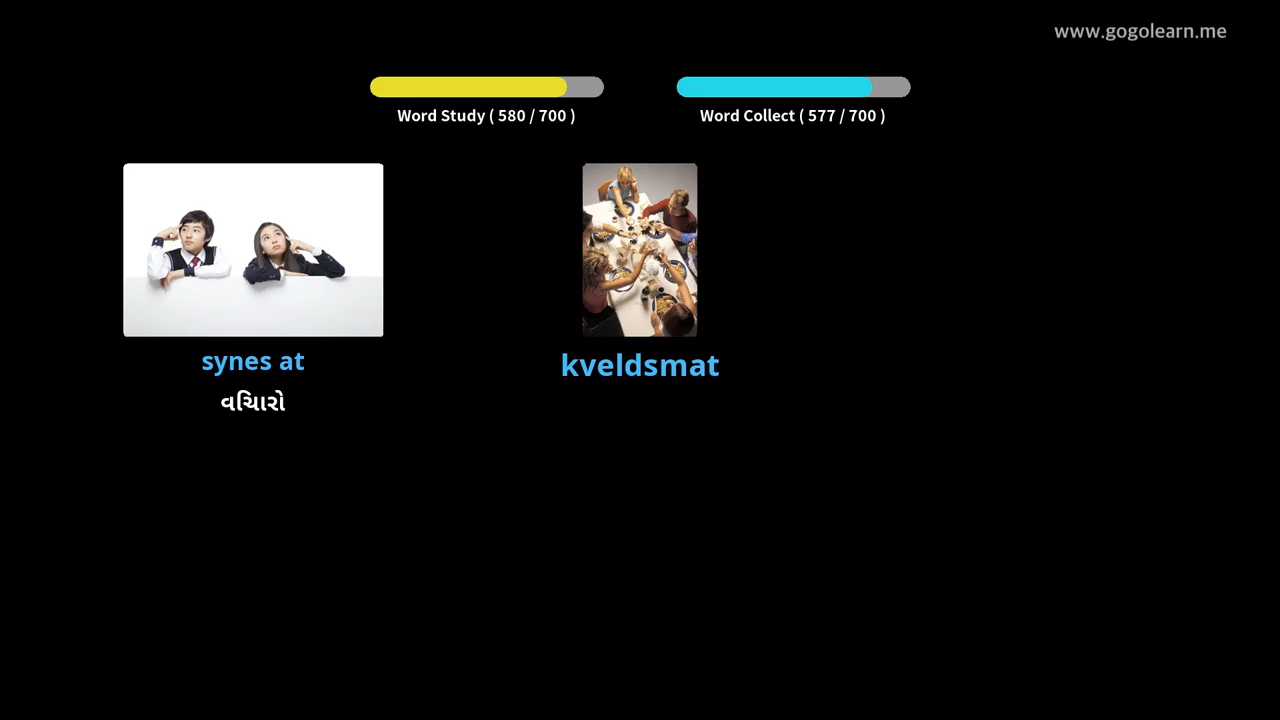 www.gogolearn.me
Word Study ( 580 / 700 )
Word Collect ( 577 / 700 )
synes at
વિચારો
kveldsmat